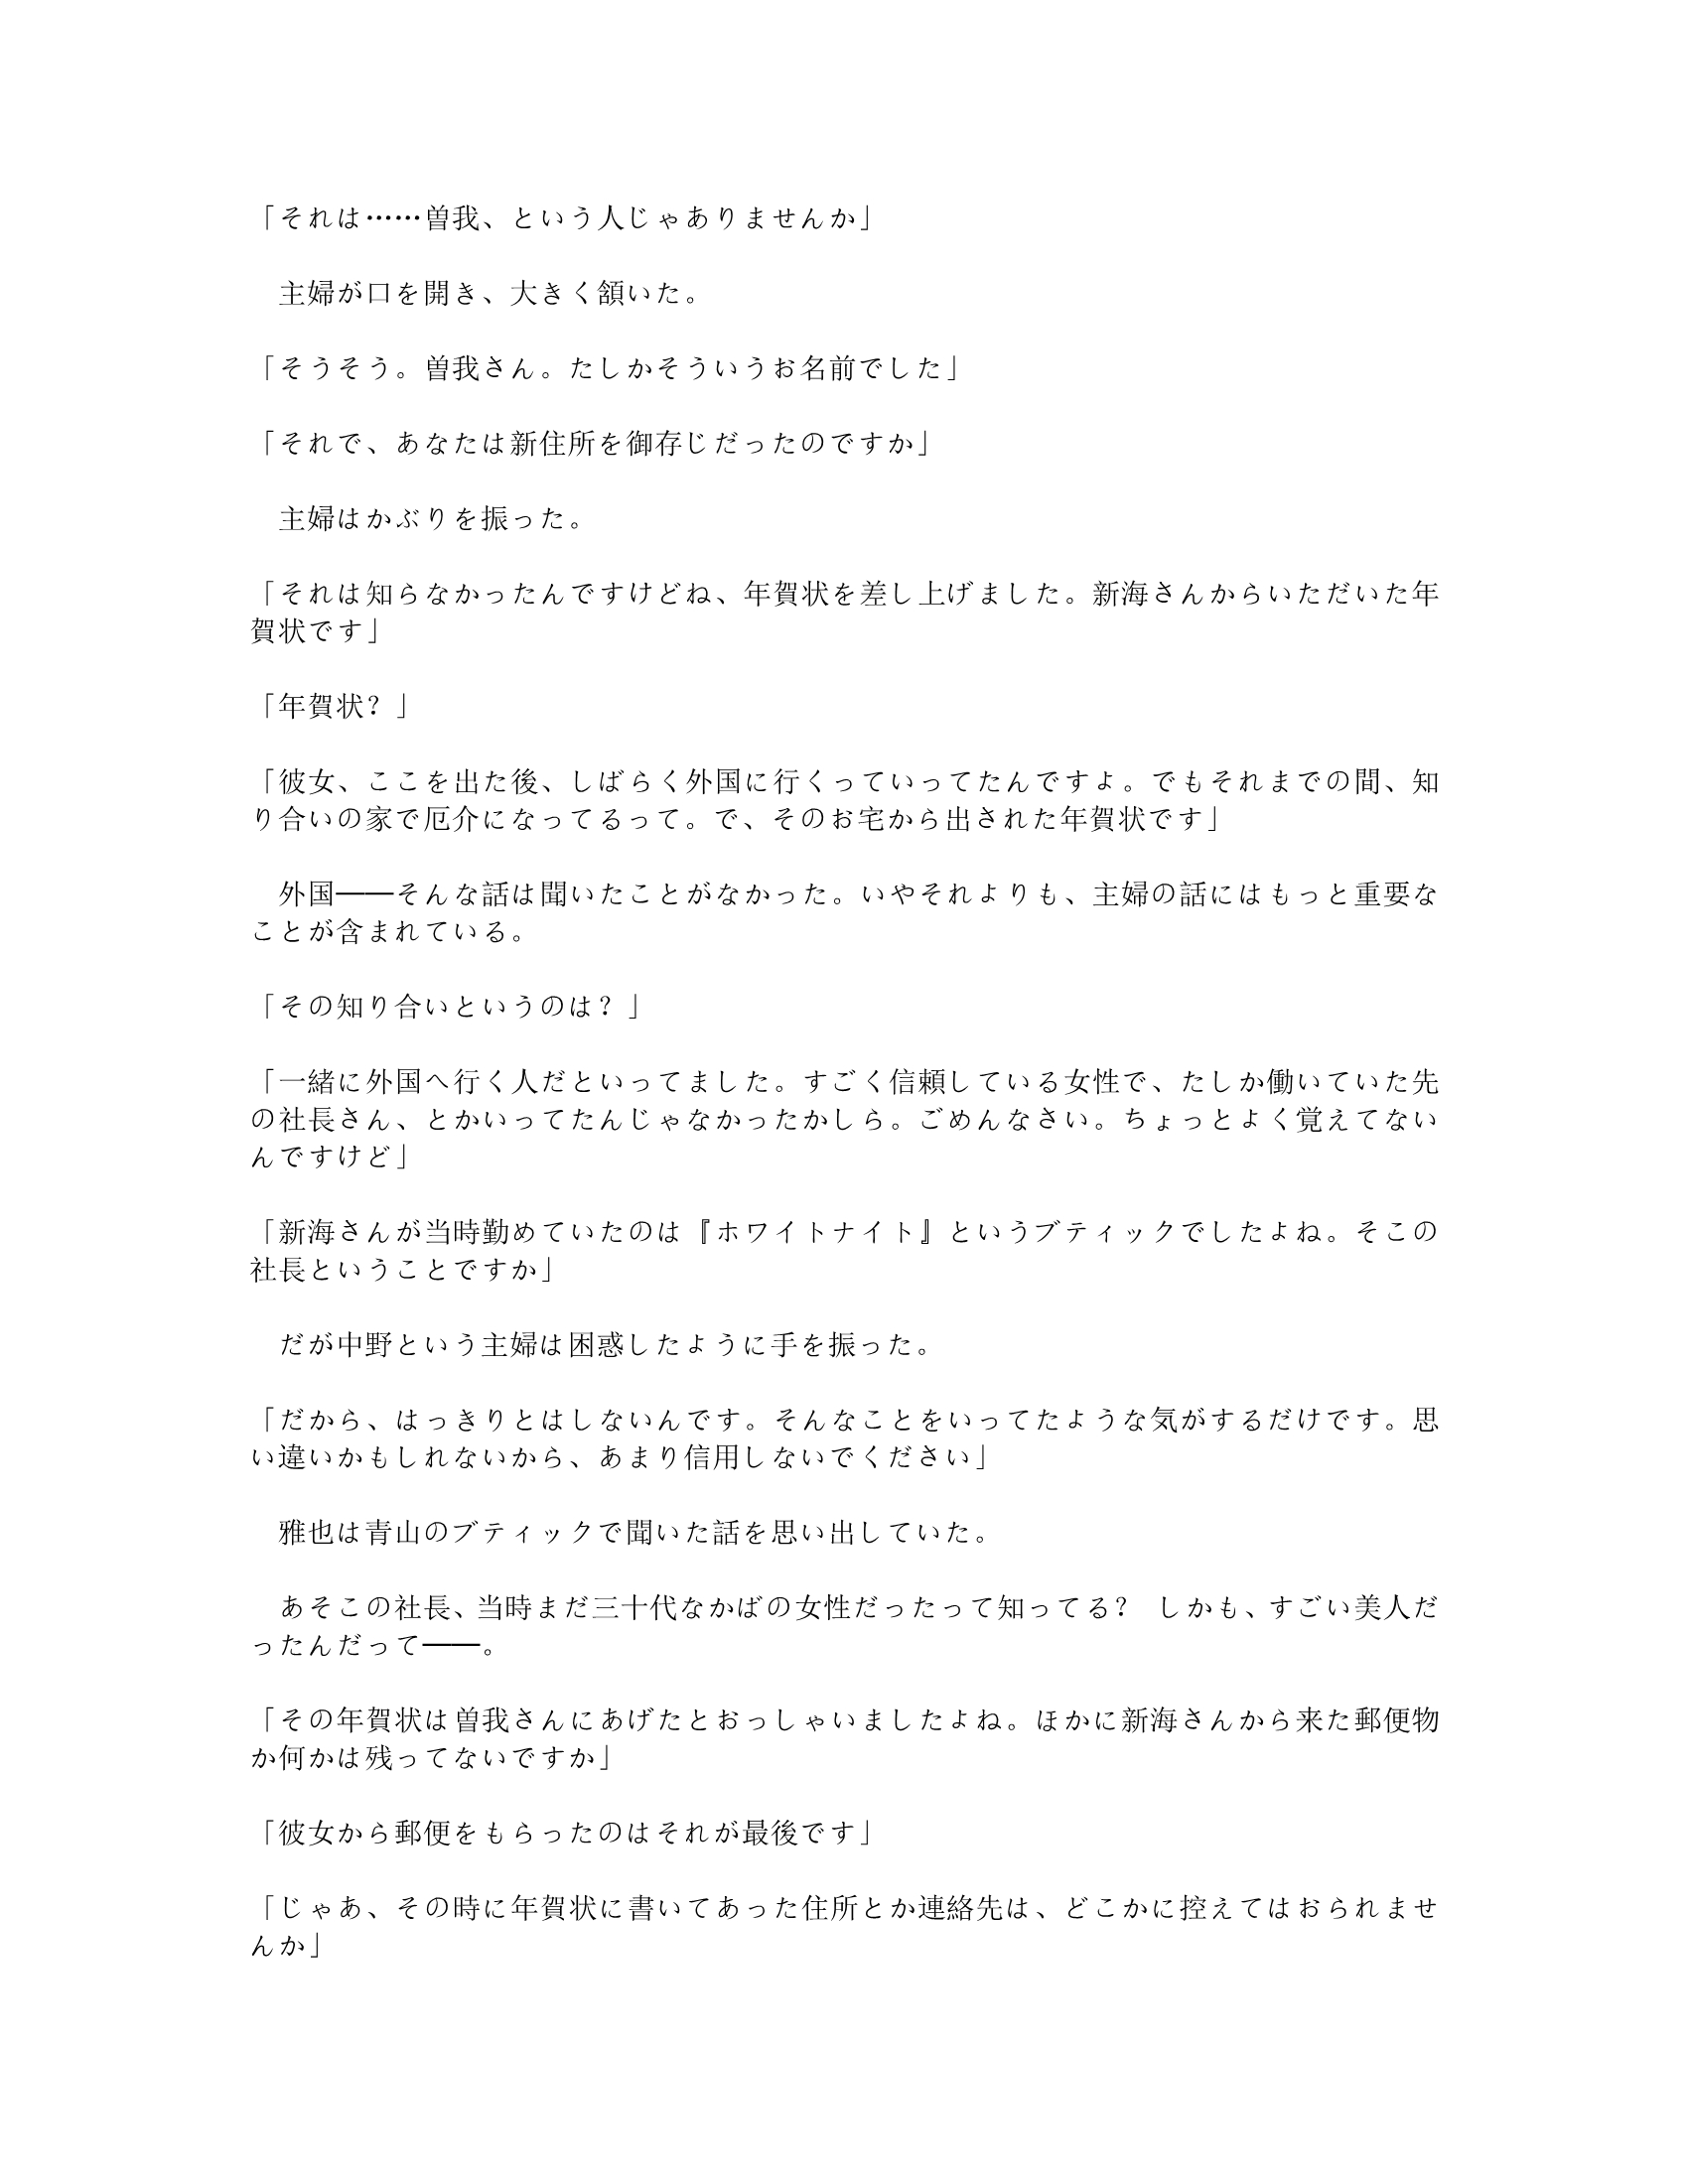 「それは……曽我、という人じゃありませんか」
　主婦が口を開き、大きく頷いた。
「そうそう。曽我さん。たしかそういうお名前でした」
「それで、あなたは新住所を御存じだったのですか」
　主婦はかぶりを振った。
「それは知らなかったんですけどね、年賀状を差し上げました。新海さんからいただいた年
賀状です」
「年賀状？」
「彼女、ここを出た後、しばらく外国に行くっていってたんですよ。でもそれまでの間、知
り合いの家で厄介になってるって。で、そのお宅から出された年賀状です」
　外国――そんな話は聞いたことがなかった。いやそれよりも、主婦の話にはもっと重要な
ことが含まれている。
「その知り合いというのは？」
「一緒に外国へ行く人だといってました。すごく信頼している女性で、たしか働いていた先
の社長さん、とかいってたんじゃなかったかしら。ごめんなさい。ちょっとよく覚えてない
んですけど」
「新海さんが当時勤めていたのは『ホワイトナイト』というブティックでしたよね。そこの
社長ということですか」
　だが中野という主婦は困惑したように手を振った。
「だから、はっきりとはしないんです。そんなことをいってたような気がするだけです。思
い違いかもしれないから、あまり信用しないでください」
　雅也は青山のブティックで聞いた話を思い出していた。
　あそこの社長、当時まだ三十代なかばの女性だったって知ってる？　しかも、すごい美人だ
ったんだって――。
「その年賀状は曽我さんにあげたとおっしゃいましたよね。ほかに新海さんから来た郵便物
か何かは残ってないですか」
「彼女から郵便をもらったのはそれが最後です」
「じゃあ、その時に年賀状に書いてあった住所とか連絡先は、どこかに控えてはおられませ
んか」